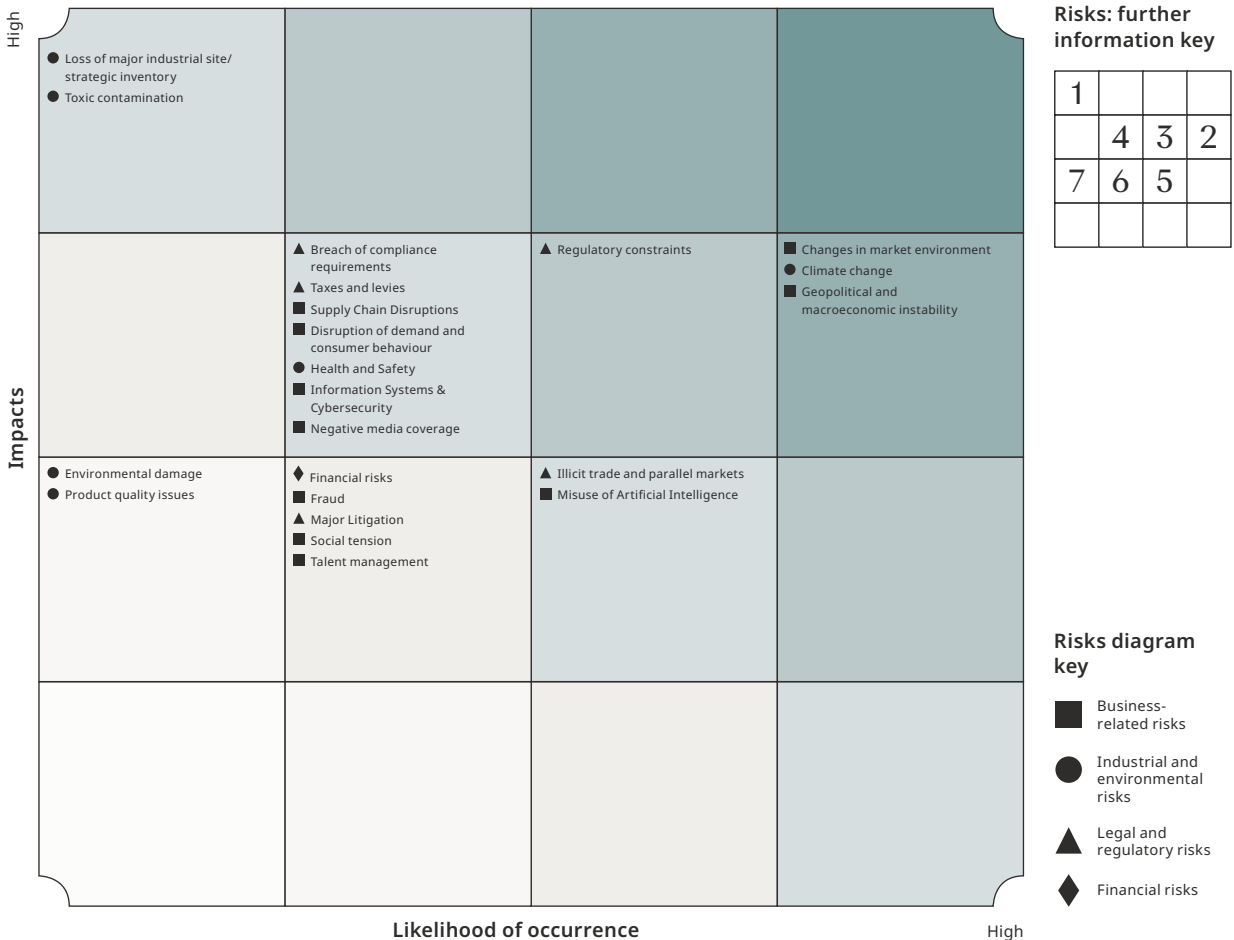 High
Impacts
Loss of major industrial site/
strategic inventory
Toxic contamination
Breach of compliance
requirements
Taxes and levies
Supply Chain Disruptions
Disruption of demand and
consumer behaviour
Health and Safety
Information Systems &
Cybersecurity
Negative media coverage
Regulatory constraints
Changes in market environment
Climate change
Geopolitical and
macroeconomic instability
Environmental damage
Product quality issues
Financial risks
Fraud
Major Litigation
Social tension
Talent management
Illicit trade and parallel markets
Misuse of Artificial Intelligence
Likelihood of occurrence
High
Risks: further
information key
1
4 3 2
7 6 5
Risks diagram
key
Business-
related risks
Industrial and
environmental
risks
Legal and
regulatory risks
Financial risks